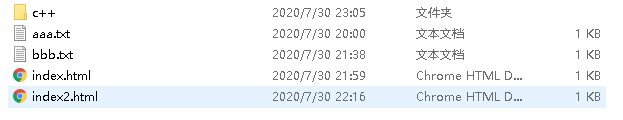 c++ 2020/7/30 23:05 文件夹
aaa.txt 2020/7/30 20:00 文本文档 1 KB
bbb.txt 2020/7/30 21:38 文本文档 1 KB
index.html 2020/7/30 21:59 Chrome HTML D... 1 KB
index2.html 2020/7/30 22:16 Chrome HTML D... 1 KB